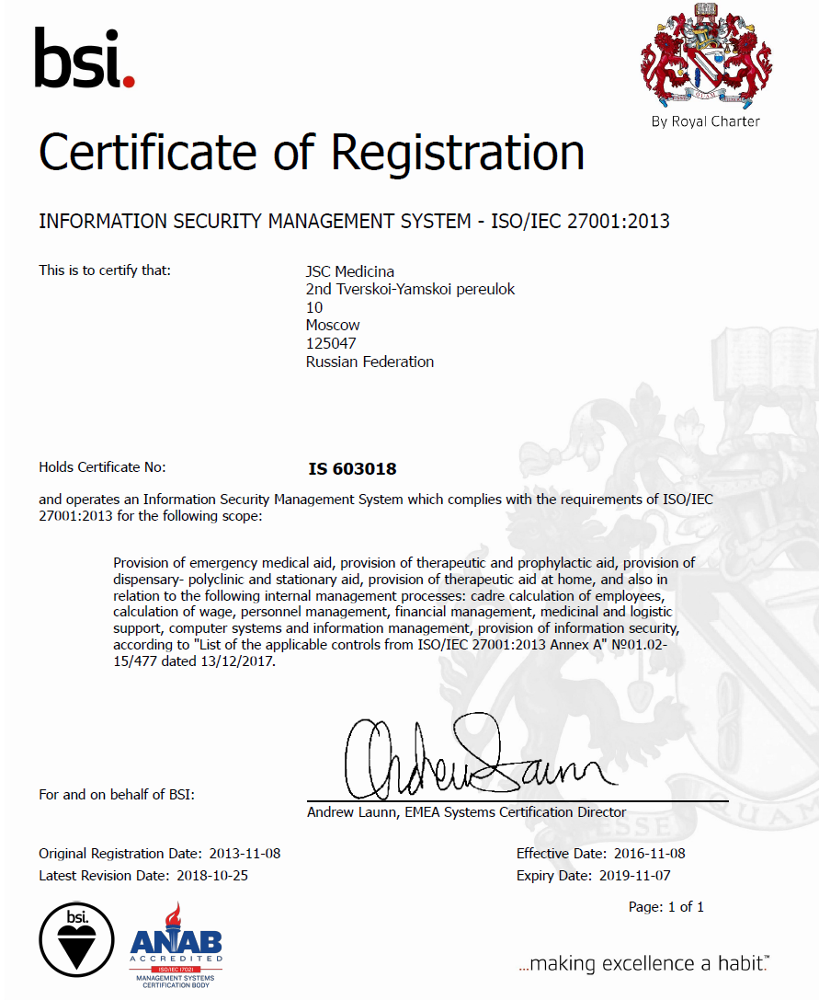 bsi.
By Royal Charter
Certificate of Registration
INFORMATION SECURITY MANAGEMENT SYSTEM - ISO/IEC 27001:2013
This is to certify that:
JSC Medicina
2nd Tverskoi-Yamskoi pereulok
10
Moscow
125047
Russian Federation
Holds Certificate No:
IS 603018
and operates an Information Security Management System which complies with the requirements of ISO/IEC
27001:2013 for the following scope:
Provision of emergency medical aid, provision of therapeutic and prophylactic aid, provision of
dispensary- polyclinic and stationary aid, provision of therapeutic aid at home, and also in
relation to the following internal management processes: cadre calculation of employees,
calculation of wage, personnel management, financial management, medicinal and logistic
support, computer systems and information management, provision of information security,
according to "List of the applicable controls from ISO/IEC 27001:2013 Annex A" №01.02-
15/477 dated 13/12/2017.
For and on behalf of BSI:
Andrew Launn
Andrew Launn, EMEA Systems Certification Director
ESSE QUAM
Original Registration Date: 2013-11-08
Effective Date: 2016-11-08
Latest Revision Date: 2018-10-25
Expiry Date: 2019-11-07
Page: 1 of 1
bsi.
ANAB
ACCREDITED
ISO/IEC 17021
MANAGEMENT SYSTEMS
CERTIFICATION BODY
...making excellence a habit.™